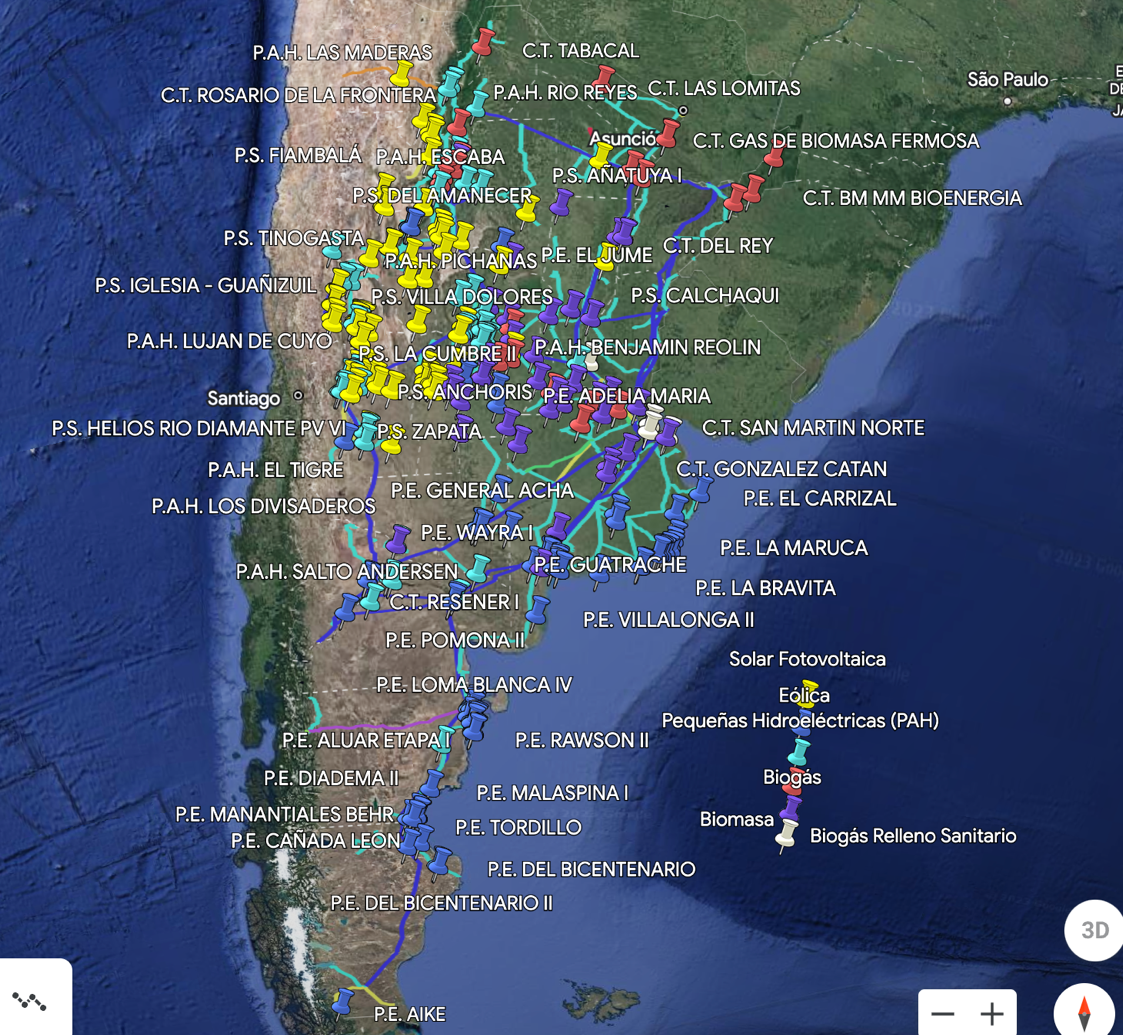 P.A.H. LAS MADERAS
C.T. TABACAL
São Paulo
C.T. ROSARIO DE LA FRONTERA
P.A.H. RÍO REYES
C.T. LAS LOMITAS
Asunció
C.T. GAS DE BIOMASA FERMOSA
P.S. FIAMBALÁ
P.A.H. ESCABA
P.S. AÑATUYA I
P.S. DEL AMANECER
C.T. BM MM BIOENERGIA
P.S. TINOGASTA
P.A.H. PICHANAS
P.E. EL JUME
C.T. DEL REY
P.S. IGLESIA - GUAÑIZUIL
P.S. VILLA DOLORES
P.S. CALCHAQUI
P.A.H. LUJAN DE CUYO
P.S. LA CUMBRE II
P.A.H. BENJAMIN REOLIN
Santiago
P.S. ANCHORIS
P.E. ADELIA MARIA
P.S. HELIOS RIO DIAMANTE PV VI
P.S. ZAPATA
C.T. SAN MARTIN NORTE
P.A.H. EL TIGRE
C.T. GONZALEZ CATAN
P.E. GENERAL ACHA
P.E. EL CARRIZAL
P.A.H. LOS DIVISADEROS
P.E. WAYRA I
P.E. LA MARUCA
P.A.H. SALTO ANDERSEN
P.E. GUATRACHE
P.E. LA BRAVITA
C.T. RESENER I
P.E. VILLALONGA II
P.E. POMONA II
Solar Fotovoltaica
P.E. LOMA BLANCA IV
Eólica
Pequeñas Hidroeléctricas (PAH)
P.E. ALUAR ETAPA I
P.E. RAWSON II
P.E. DIADEMA II
Biogás
P.E. MALASPINA I
P.E. MANANTIALES BEHR
Biomasa
P.E. TORDILLO
Biogás Relleno Sanitario
P.E. CAÑADA LEON
P.E. DEL BICENTENARIO
P.E. DEL BICENTENARIO II
3D
P.E. AIKE